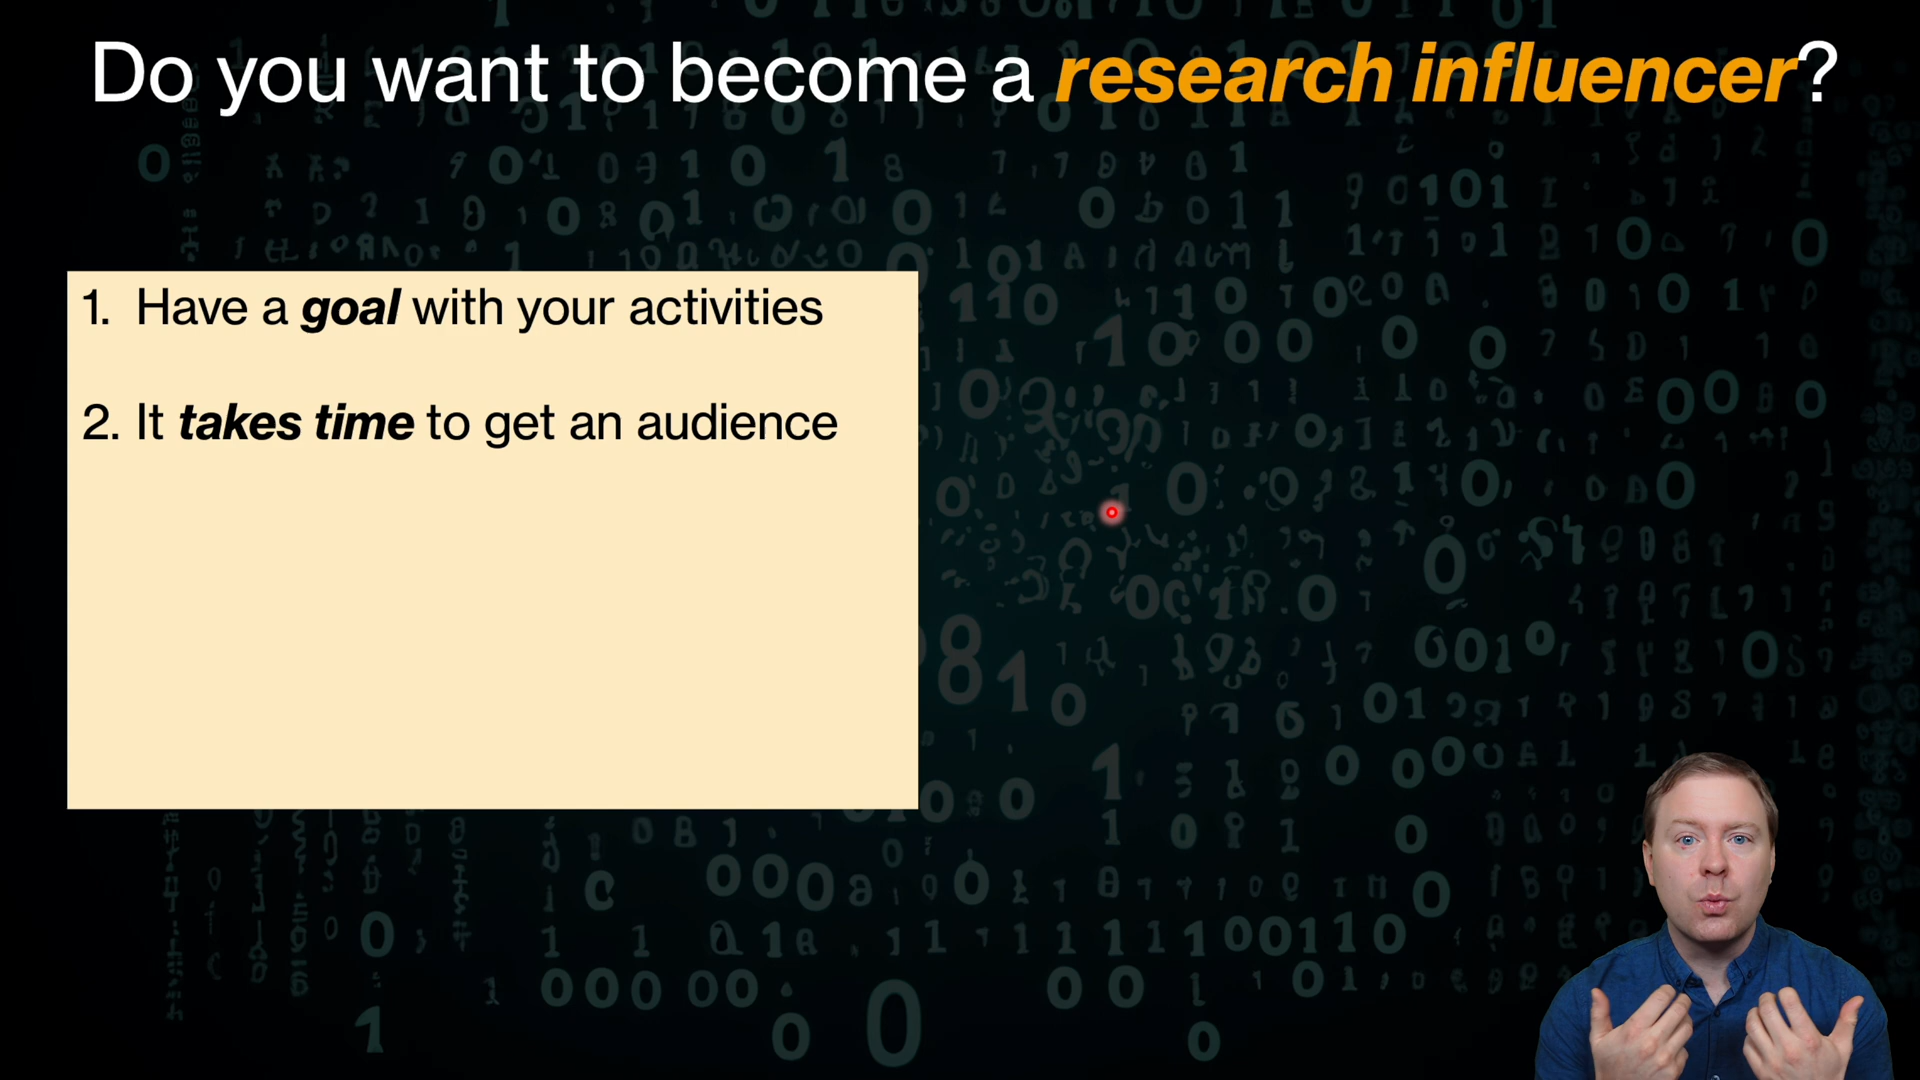 Do you want to become a research influencer?
1. Have a goal with your activities
2. It takes time to get an audience